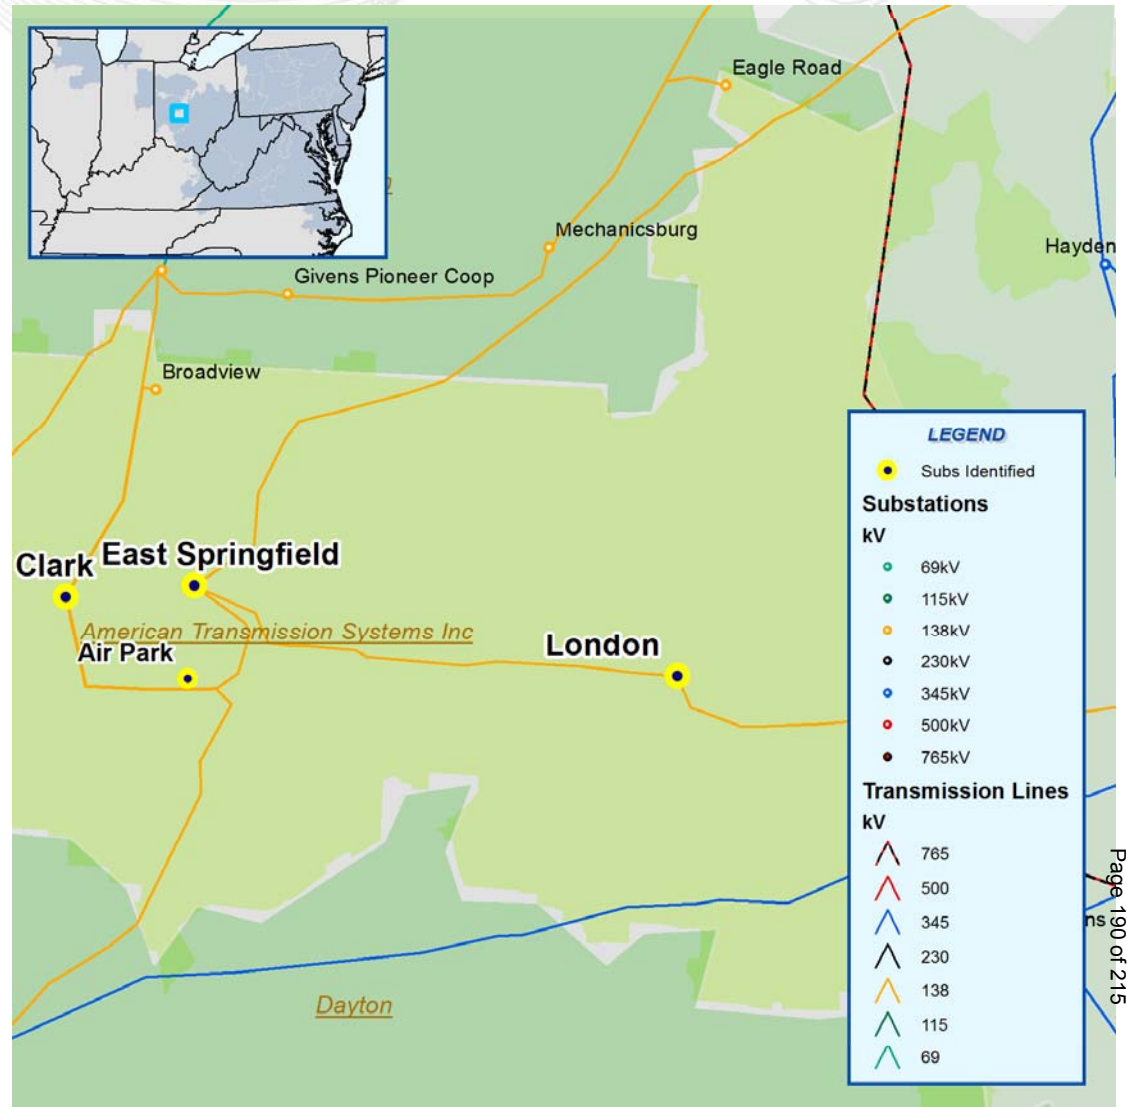 Eagle Road
Mechanicsburg
Hayden
Givens Pioneer Coop
Broadview
Clark
East Springfield
American Transmission Systems Inc
Air Park
London
Dayton
LEGEND
Subs Identified
Substations
kV
69kV
115kV
138kV
230kV
345kV
500kV
765kV
Transmission Lines
kV
765
500
345
230
138
115
69
ns
Page 190 of 215